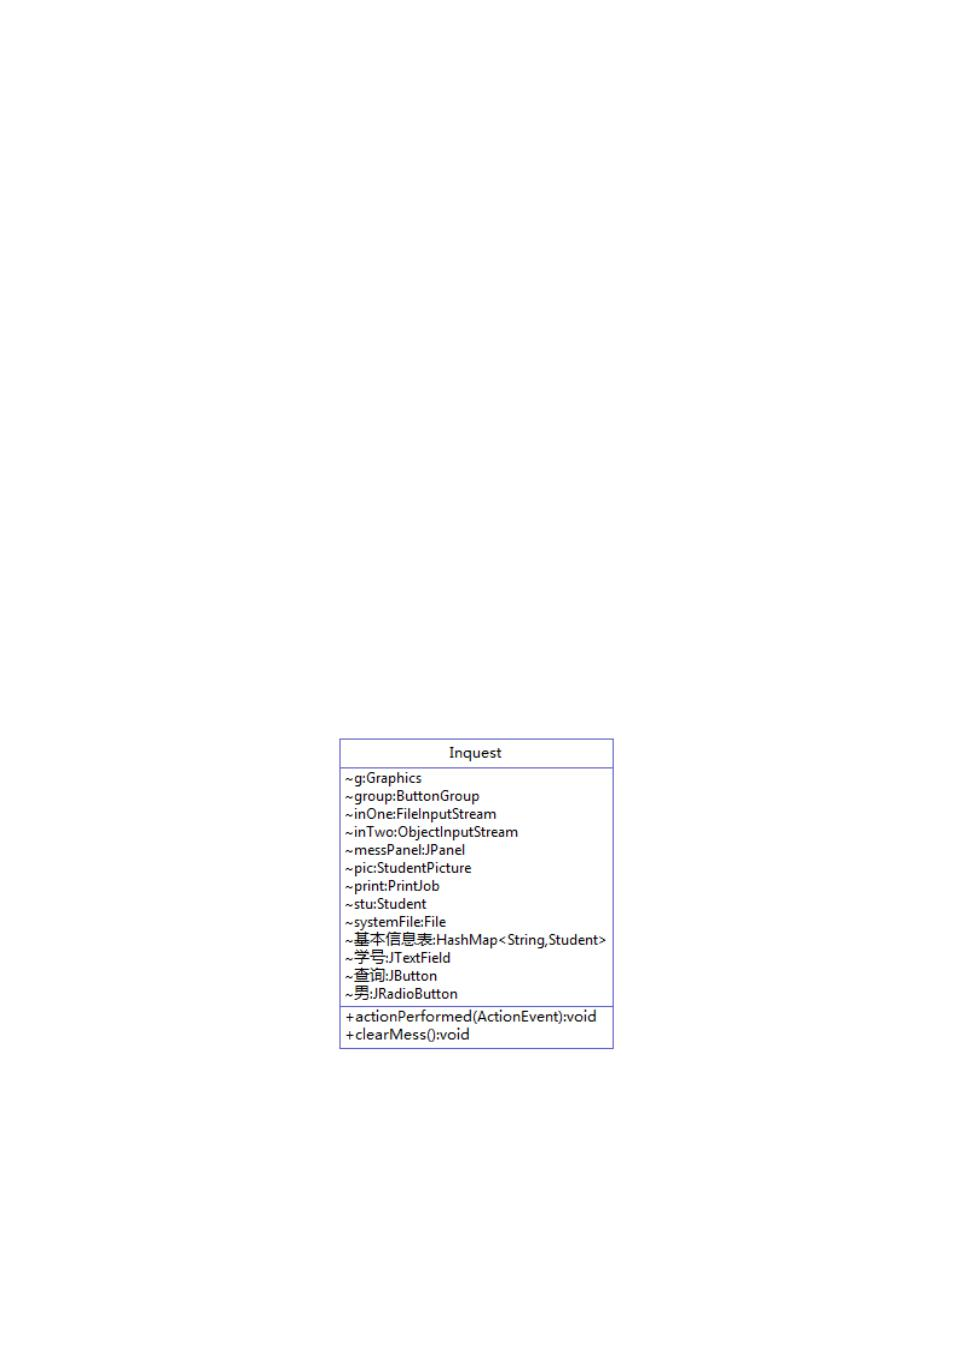 Inquest
~g:Graphics
~group:ButtonGroup
~inOne:FileInputStream
~inTwo:ObjectInputStream
~messPanel:JPanel
~pic:StudentPicture
~print:PrintJob
~stu:Student
~systemFile:File
~基本信息表:HashMap<String,Student>
~学号:JTextField
~查询:JButton
~男:JRadioButton
+actionPerformed(ActionEvent):void
+clearMess():void